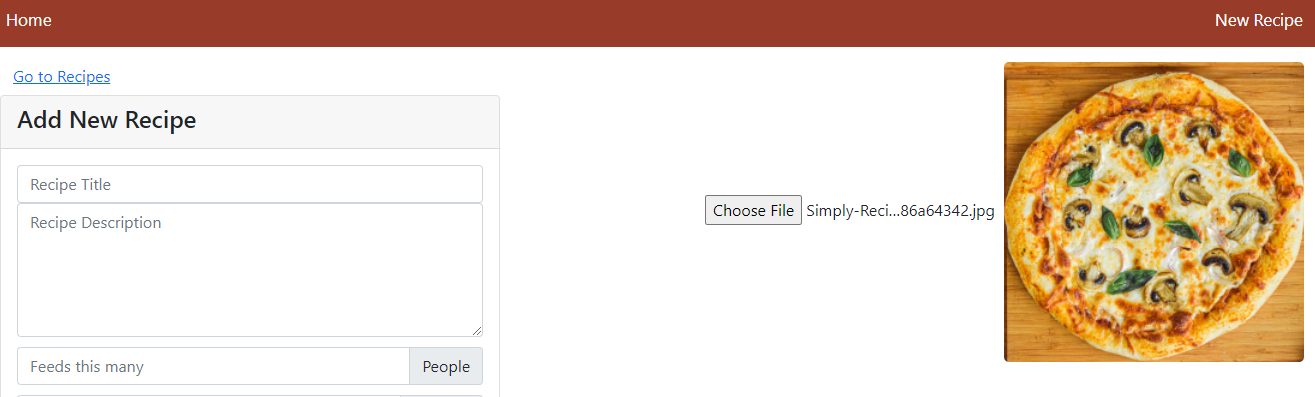 Home
New Recipe
Go to Recipes
Add New Recipe
Recipe Title
Recipe Description
Choose File Simply-Reci...86a64342.jpg
Feeds this many
People